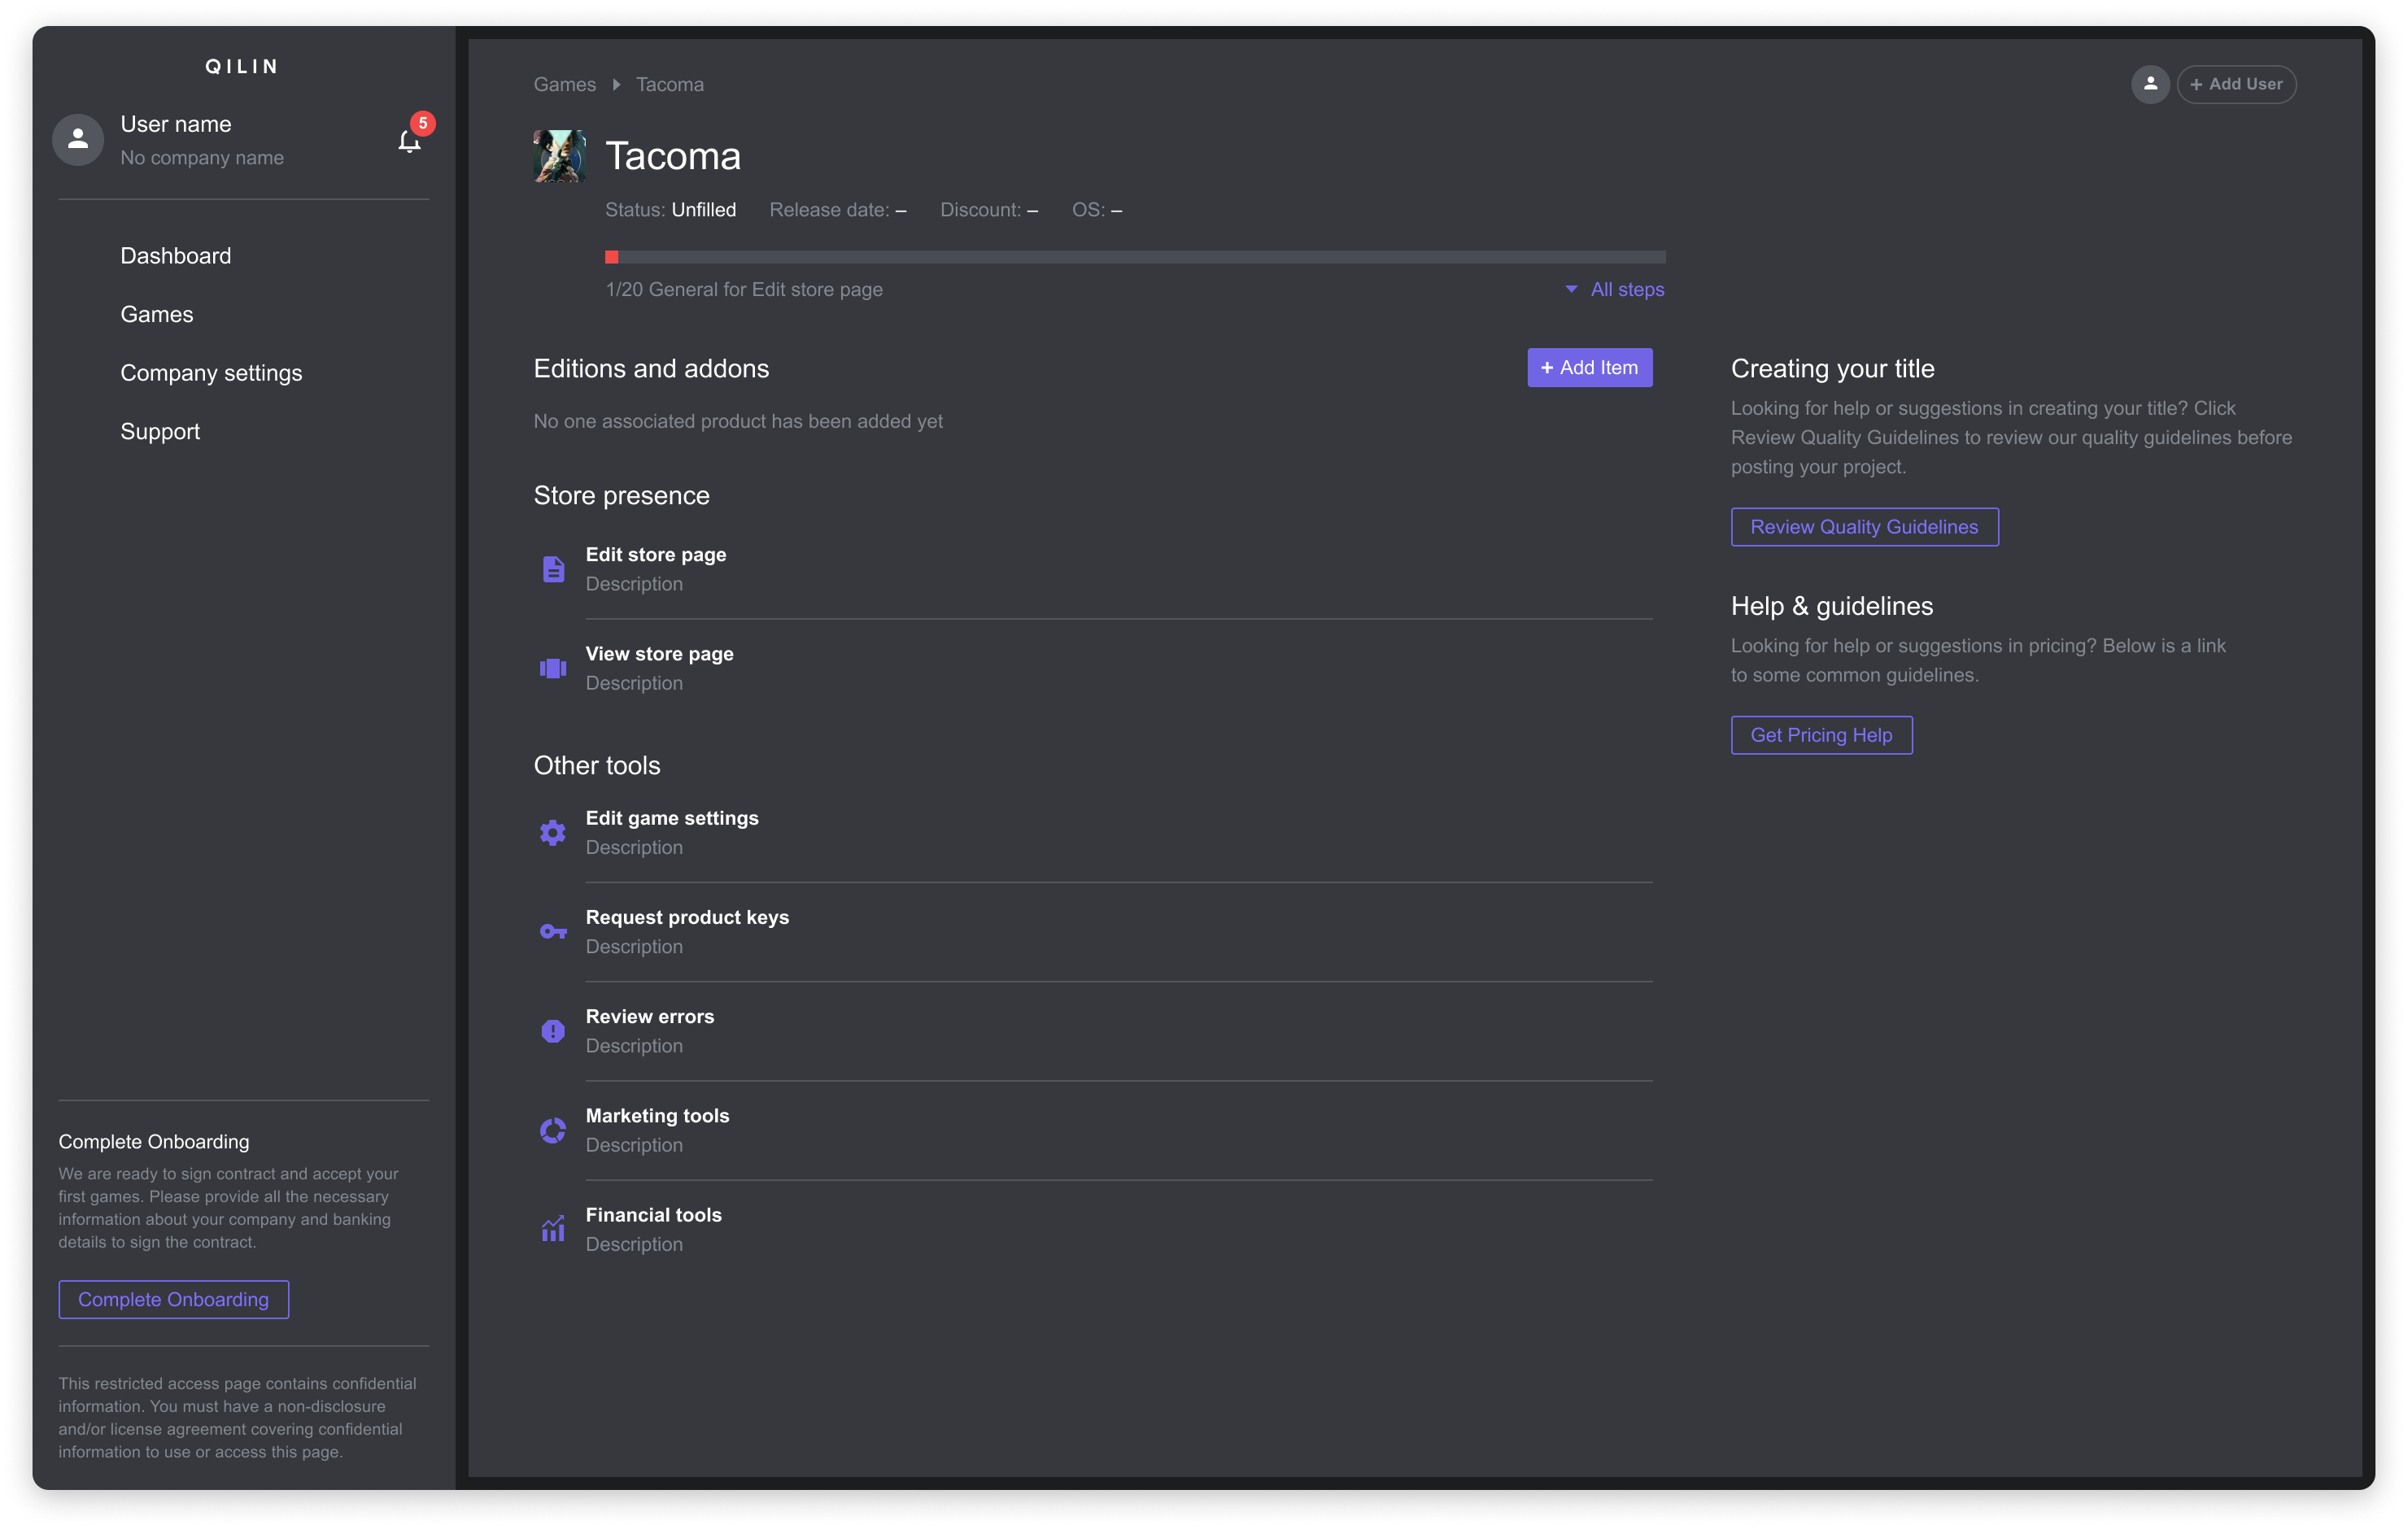 QILIN
User name
No company name
5
Dashboard
Games
Company settings
Support
Complete Onboarding
We are ready to sign contract and accept your
first games. Please provide all the necessary
information about your company and banking
details to sign the contract.
Complete Onboarding
This restricted access page contains confidential
information. You must have a non-disclosure
and/or license agreement covering confidential
information to use or access this page.
Games Tacoma
+ Add User
Tacoma
Status: Unfilled Release date: – Discount: – OS: –
1/20 General for Edit store page
All steps
Editions and addons
+ Add Item
No one associated product has been added yet
Store presence
Edit store page
Description
View store page
Description
Other tools
Edit game settings
Description
Request product keys
Description
Review errors
Description
Marketing tools
Description
Financial tools
Description
Creating your title
Looking for help or suggestions in creating your title? Click
Review Quality Guidelines to review our quality guidelines before
posting your project.
Review Quality Guidelines
Help & guidelines
Looking for help or suggestions in pricing? Below is a link
to some common guidelines.
Get Pricing Help